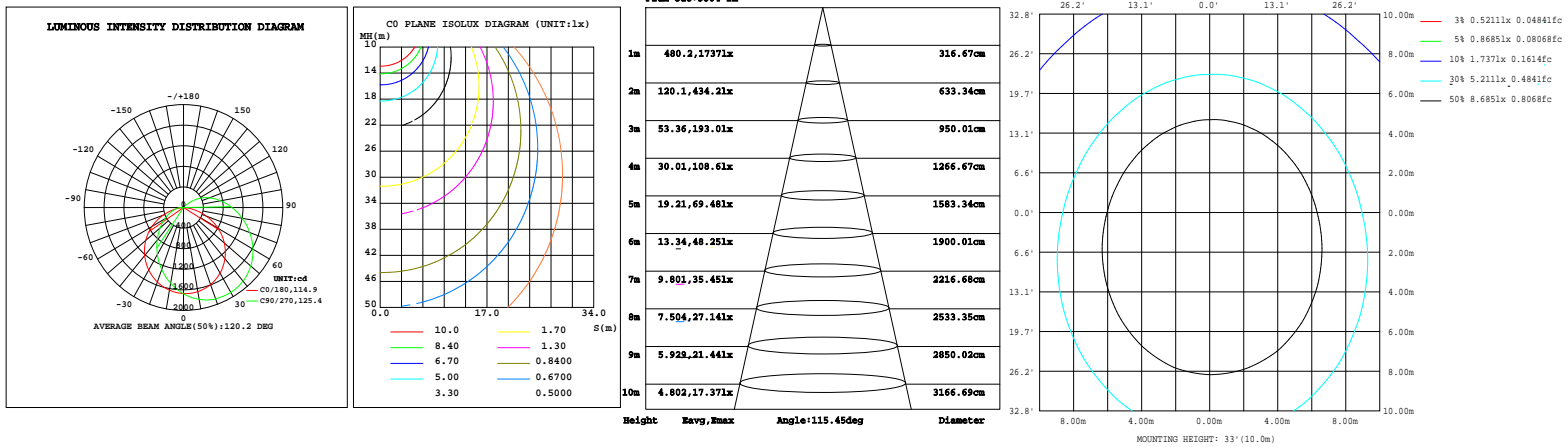 LUMINOUS INTENSITY DISTRIBUTION DIAGRAM
-/+180
-150
150
-120
120
-90
90
-60
60
-30
30
0
0
400
800
1200
1600
2000
UNIT:cd
C0/180,114.9
C90/270,125.4
AVERAGE BEAM ANGLE(50%):120.2 DEG
C0 PLANE ISOLUX DIAGRAM (UNIT:lx)
MH(m)
10
14
18
22
26
30
34
38
42
46
50
0.0
17.0
34.0
S(m)
10.0
1.70
8.40
1.30
6.70
0.8400
5.00
0.6700
3.30
0.5000
1m 480.2,1737lx 316.67cm
2m 120.1,434.2lx 633.34cm
3m 53.36,193.0lx 950.01cm
4m 30.01,108.6lx 1266.67cm
5m 19.21,69.48lx 1583.34cm
6m 13.34,48.25lx 1900.01cm
7m 9.801,35.45lx 2216.68cm
8m 7.504,27.14lx 2533.35cm
9m 5.929,21.44lx 2850.02cm
10m 4.802,17.37lx 3166.69cm
Height Eavg,Emax Angle:115.45deg Diameter
26.2' 13.1' 0.0' 13.1' 26.2'
32.8' 10.00m
26.2' 8.00m
19.7' 6.00m
13.1' 4.00m
6.6' 2.00m
0.0' 0.00m
6.6' 2.00m
13.1' 4.00m
19.7' 6.00m
26.2' 8.00m
32.8' 10.00m
8.00m 4.00m 0.00m 4.00m 8.00m
MOUNTING HEIGHT: 33'(10.0m)
3% 0.5211lx 0.04841fc
5% 0.8685lx 0.08068fc
10% 1.737lx 0.1614fc
30% 5.211lx 0.4841fc
50% 8.685lx 0.8068fc